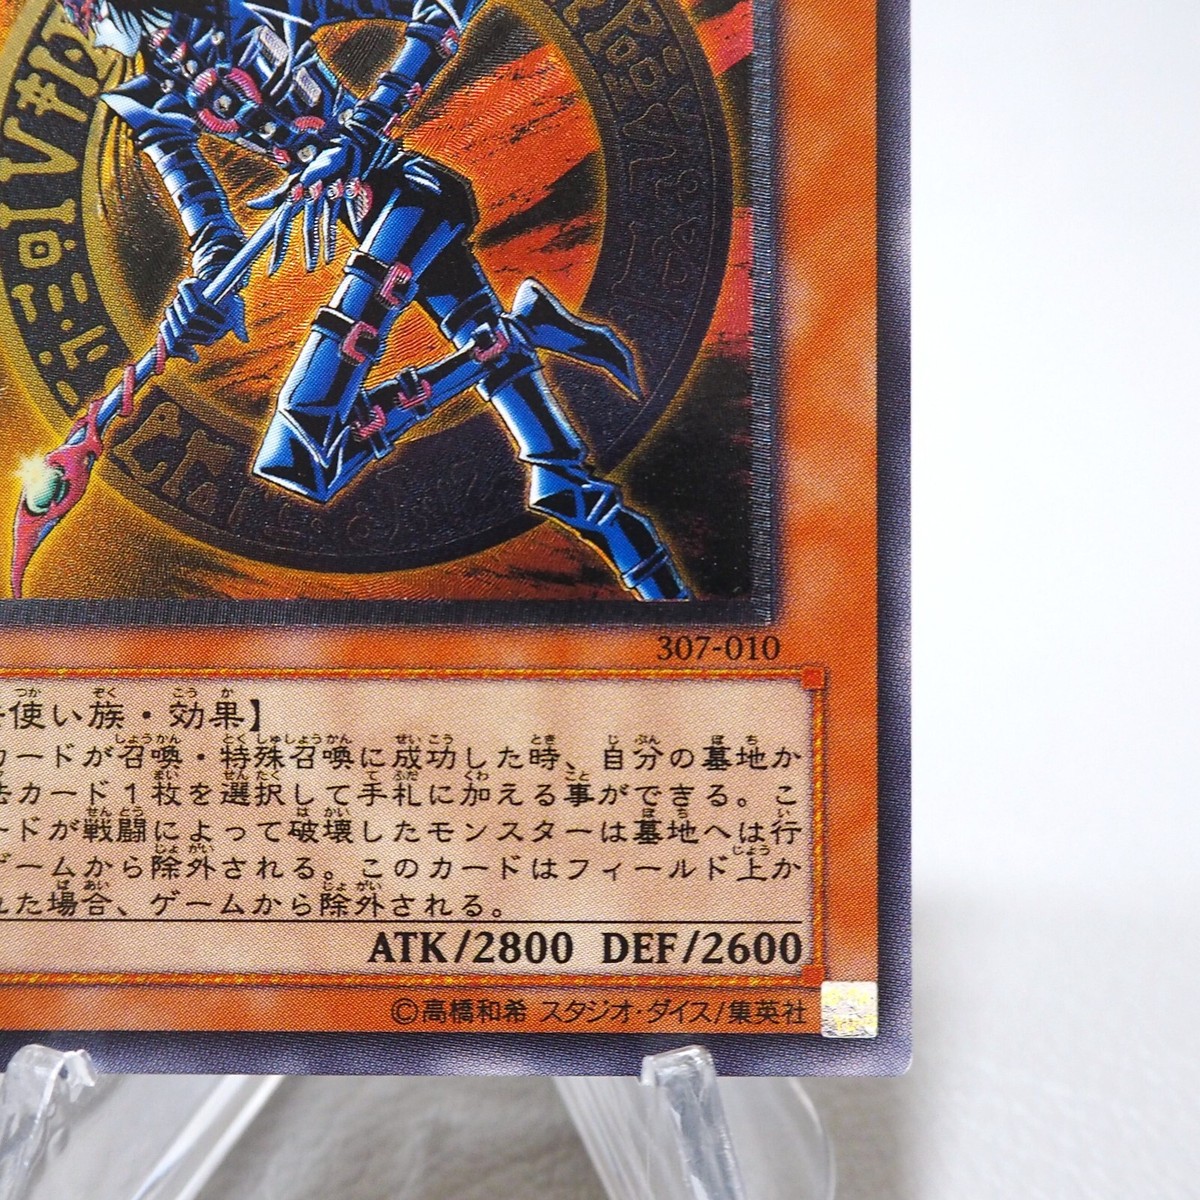 307-010
使い族・効果】
カードが召喚・特殊召喚に成功した時、自分の墓地か
カード1枚を選択して手札に加える事ができる。こ
ードが戦闘によって破壊したモンスターは墓地へは行
ゲームから除外される。このカードはフィールド上か
れた場合、ゲームから除外される。
ATK/2800 DEF/2600
©高橋和希 スタジオ・ダイス/集英社